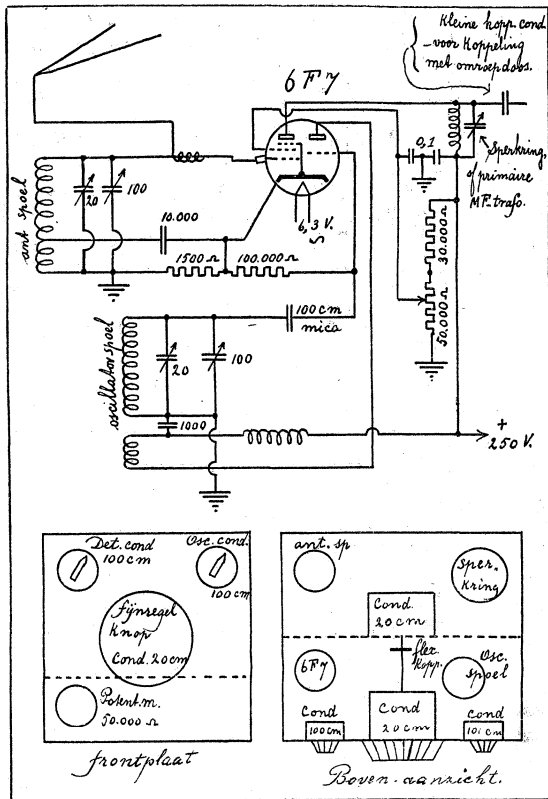 Kleine kopp. cond.
voor koppeling
met omroepdoos.
6F7
0,1
Sperkring,
of primaire
MF. trafo.
ant spoel
20
100
10.000
6,3 V.
1500 Ω
100.000 Ω
30.000 Ω
50.000 Ω
100 cm
mica
oscillatorspoel
20
100
1000
+
250 V.
Det. cond
100 cm
Osc. cond.
100 cm
fijnregel
Knop
Cond. 20 cm
Potent. m.
50.000 Ω
frontplaat
ant. sp
Sper-
kring
Cond.
20 cm
flex.
kopp.
6F7
Osc.
spoel
Cond
100 cm
Cond
20 cm
Cond
100 cm
Boven-aanzicht.